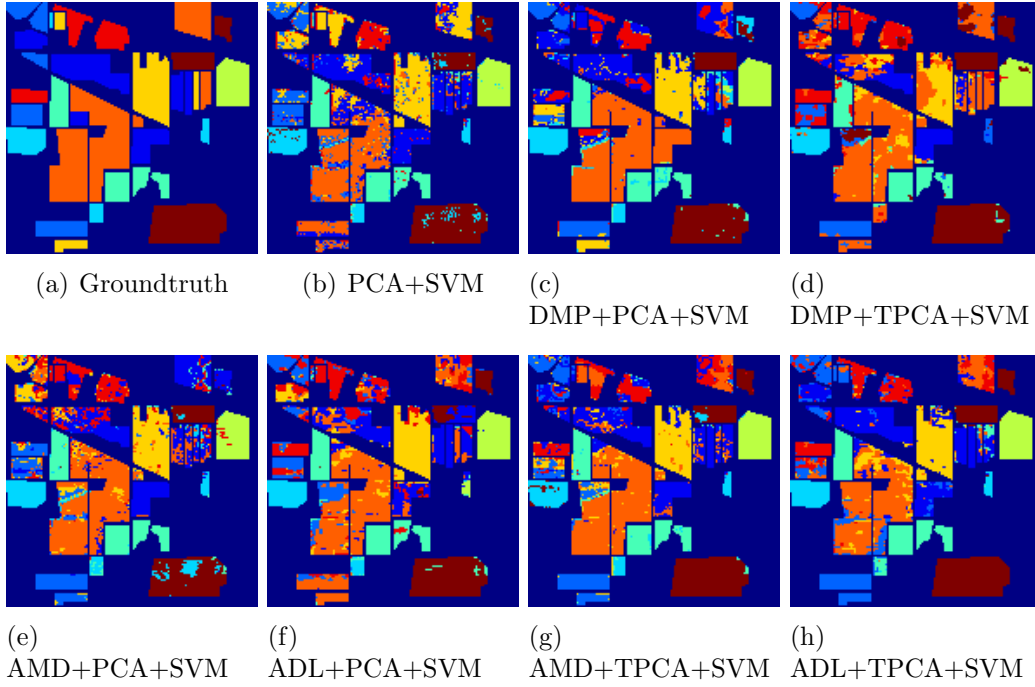 (a) Groundtruth
(b) PCA+SVM
(c)
DMP+PCA+SVM
(d)
DMP+TPCA+SVM
(e)
AMD+PCA+SVM
(f)
ADL+PCA+SVM
(g)
AMD+TPCA+SVM
(h)
ADL+TPCA+SVM